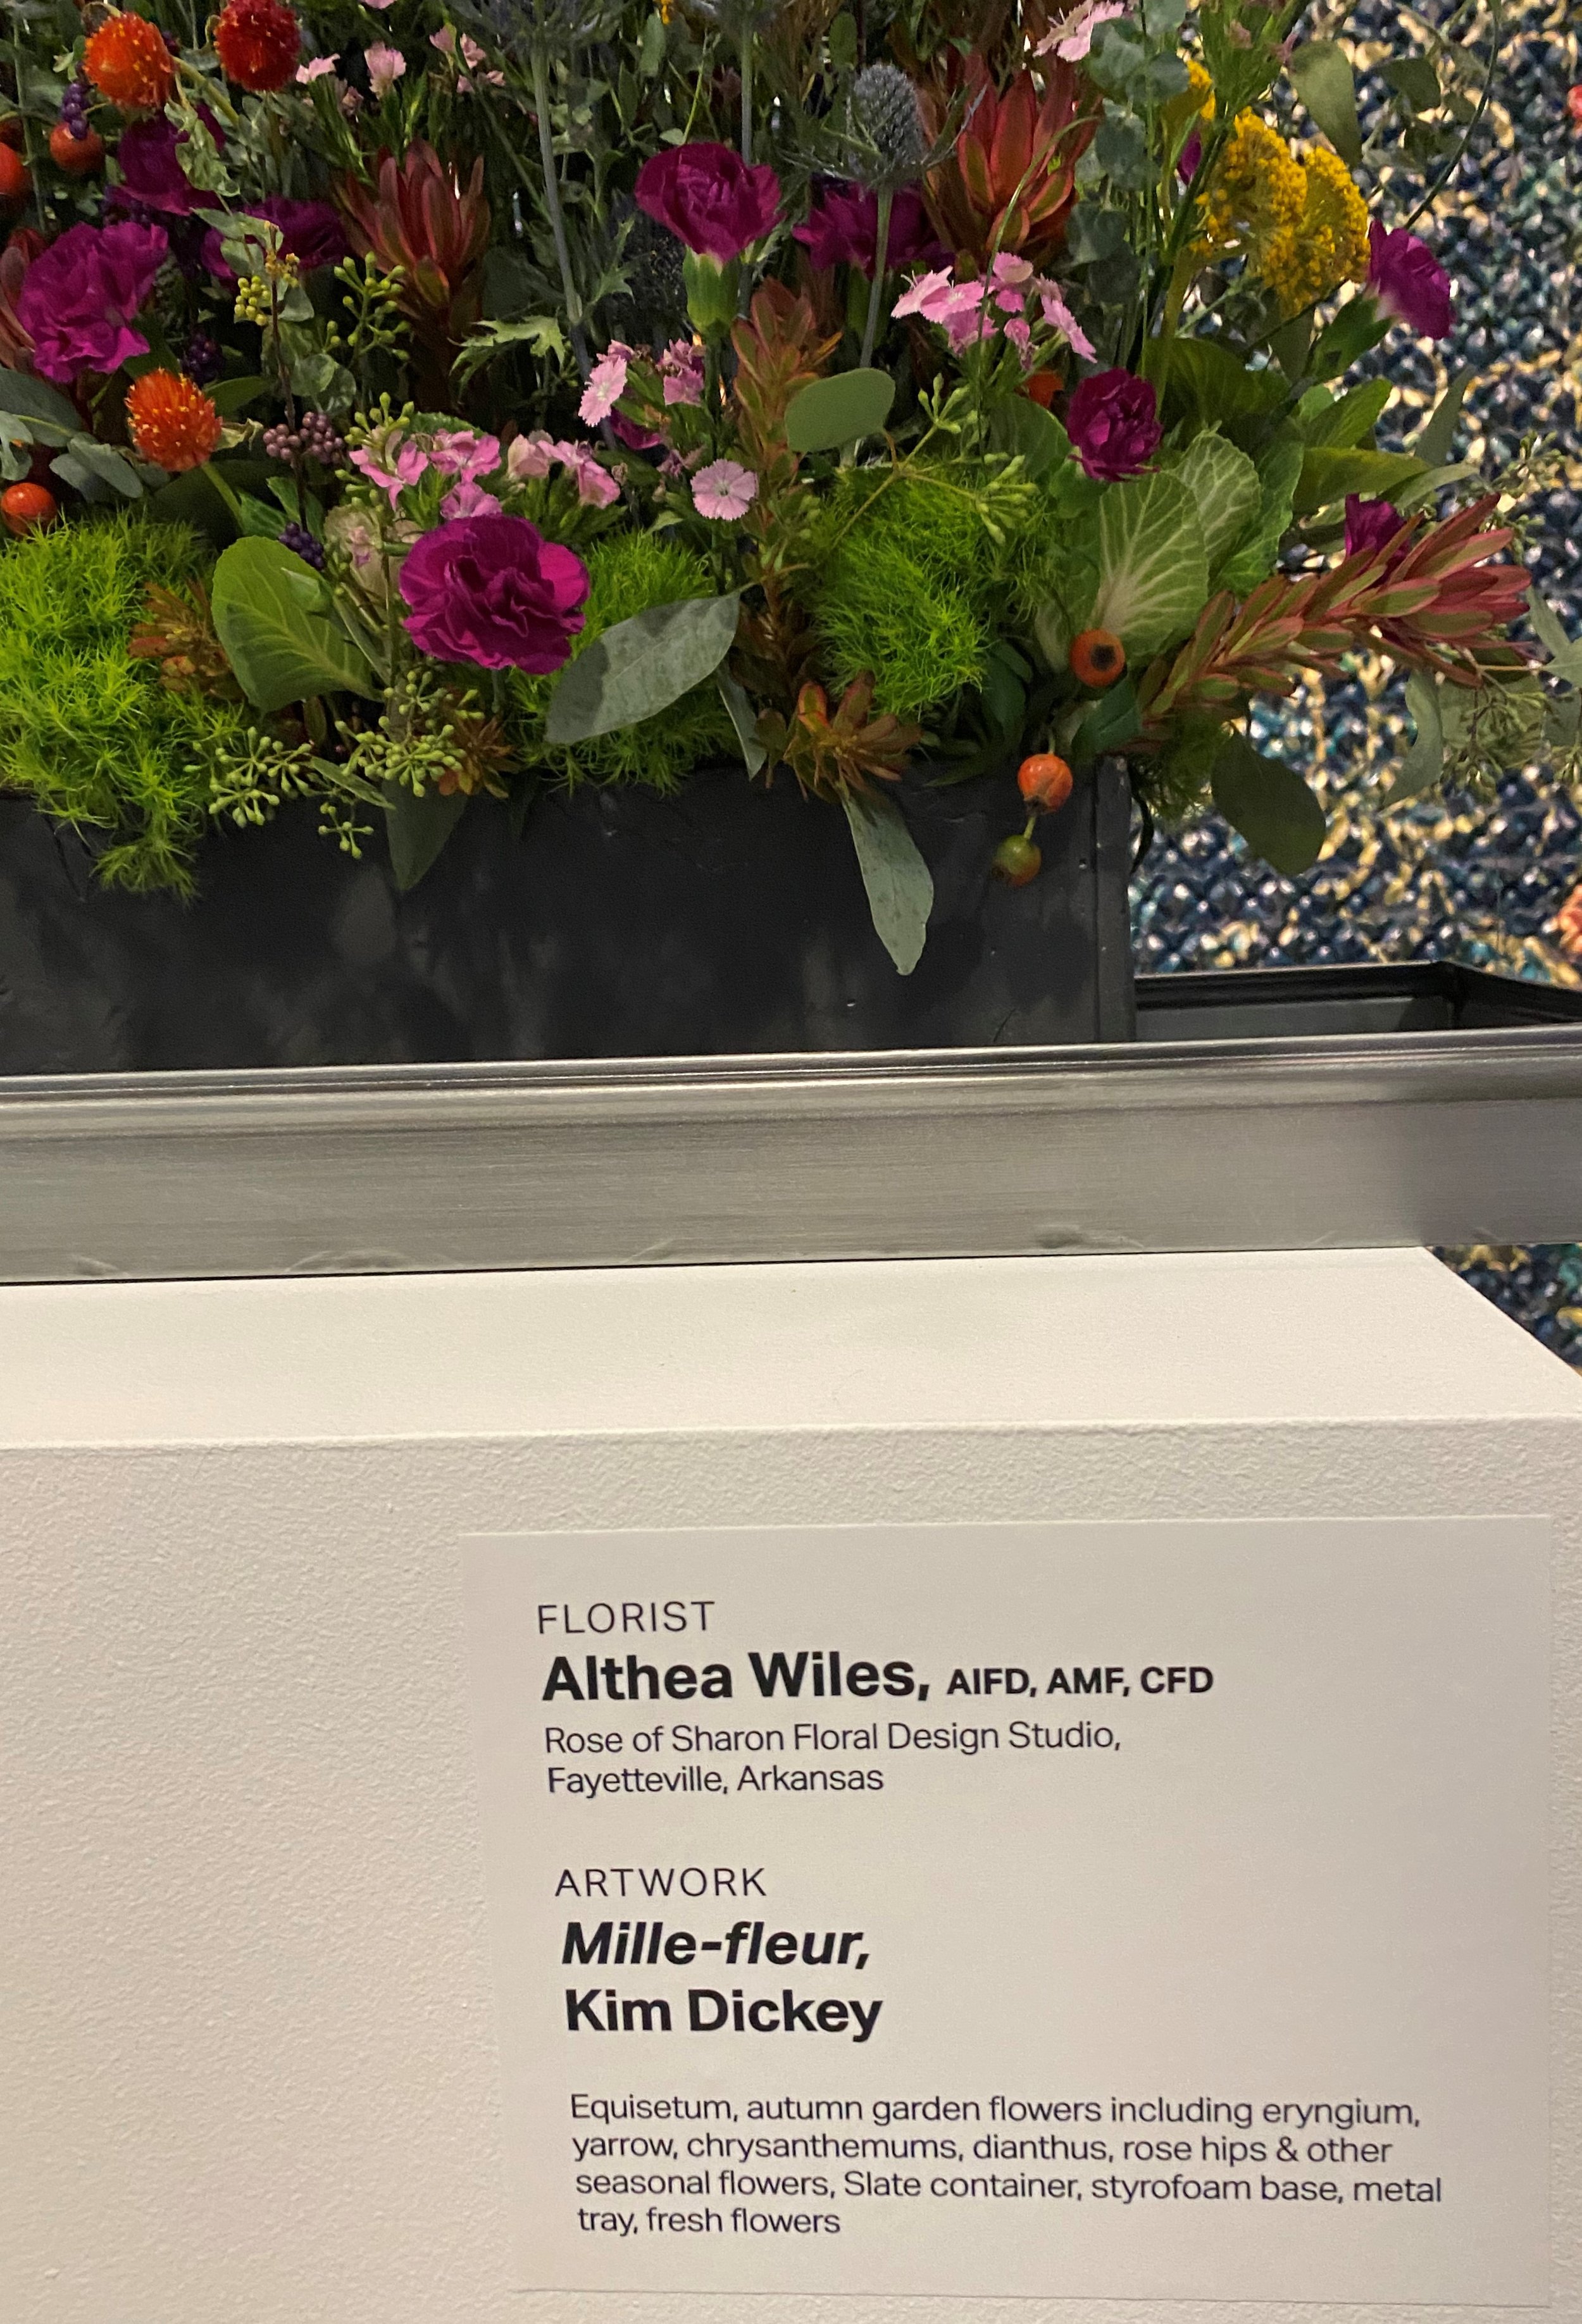 FLORIST
Althea Wiles, AIFD, AMF, CFD
Rose of Sharon Floral Design Studio,
Fayetteville, Arkansas
ARTWORK
Mille-fleur,
Kim Dickey
Equisetum, autumn garden flowers including eryngium,
yarrow, chrysanthemums, dianthus, rose hips & other
seasonal flowers, Slate container, styrofoam base, metal
tray, fresh flowers